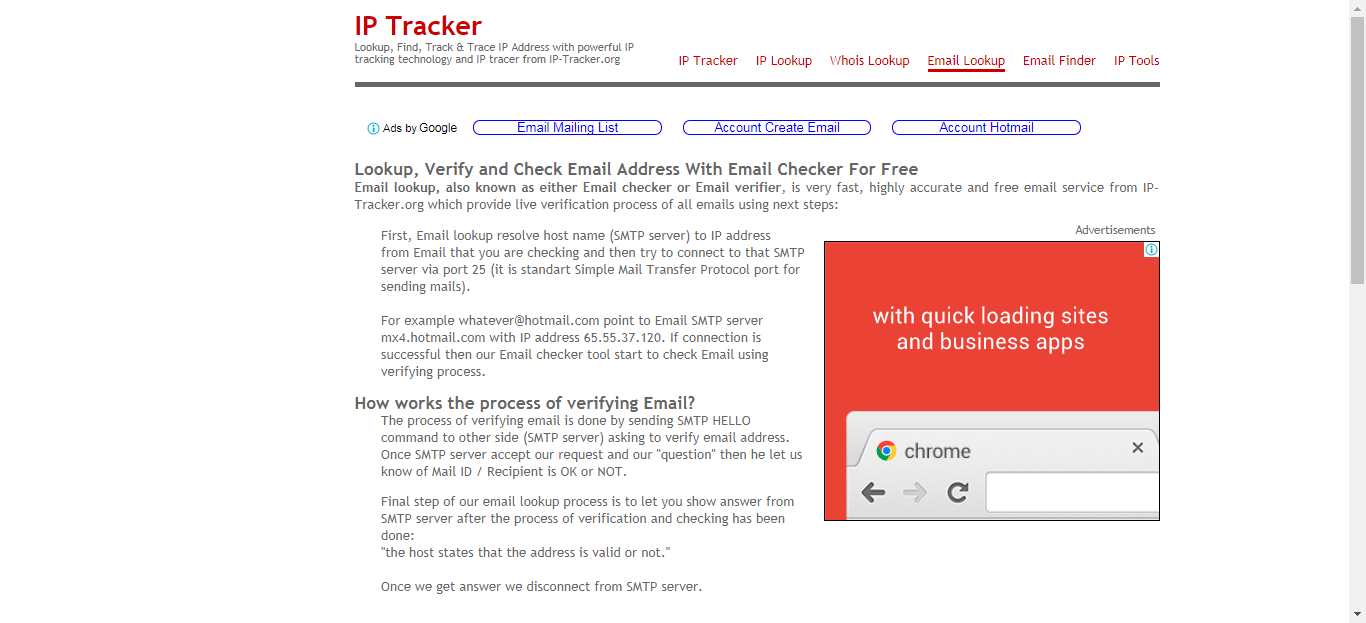 IP Tracker
Lookup, Find, Track & Trace IP Address with powerful IP
tracking technology and IP tracer from IP-Tracker.org
IP Tracker IP Lookup Whois Lookup Email Lookup Email Finder IP Tools
Ads by Google Email Mailing List Account Create Email Account Hotmail
Lookup, Verify and Check Email Address With Email Checker For Free
Email lookup, also known as either Email checker or Email verifier, is very fast, highly accurate and free email service from IP-
Tracker.org which provide live verification process of all emails using next steps:
First, Email lookup resolve host name (SMTP server) to IP address
from Email that you are checking and then try to connect to that SMTP
server via port 25 (it is standart Simple Mail Transfer Protocol port for
sending mails).
For example whatever@hotmail.com point to Email SMTP server
mx4.hotmail.com with IP address 65.55.37.120. If connection is
successful then our Email checker tool start to check Email using
verifying process.
How works the process of verifying Email?
The process of verifying email is done by sending SMTP HELLO
command to other side (SMTP server) asking to verify email address.
Once SMTP server accept our request and our "question" then he let us
know of Mail ID / Recipient is OK or NOT.
Final step of our email lookup process is to let you show answer from
SMTP server after the process of verification and checking has been
done:
"the host states that the address is valid or not."
Once we get answer we disconnect from SMTP server.
Advertisements
with quick loading sites
and business apps
chrome